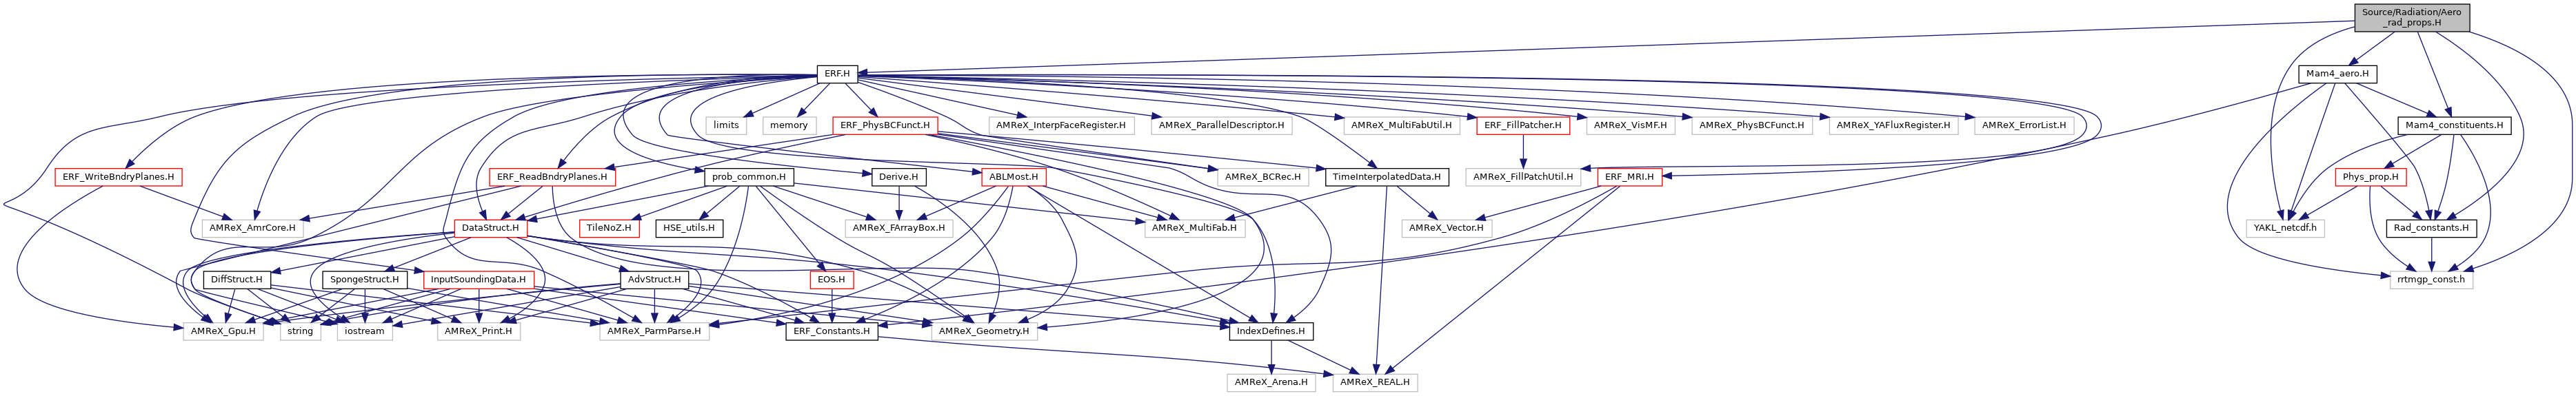 Source/Radiation/Aero
_rad_props.H
ERF.H
Mam4_aero.H
limits
memory
ERF_PhysBCFunct.H
AMReX_InterpFaceRegister.H
AMReX_ParallelDescriptor.H
AMReX_MultiFabUtil.H
ERF_FillPatcher.H
AMReX_VisMF.H
AMReX_PhysBCFunct.H
AMReX_YAFluxRegister.H
AMReX_ErrorList.H
Mam4_constituents.H
ERF_WriteBndryPlanes.H
ERF_ReadBndryPlanes.H
prob_common.H
Derive.H
ABLMost.H
AMReX_BCRec.H
TimeInterpolatedData.H
AMReX_FillPatchUtil.H
ERF_MRI.H
Phys_prop.H
AMReX_AmrCore.H
DataStruct.H
TileNoZ.H
HSE_utils.H
AMReX_FArrayBox.H
AMReX_MultiFab.H
AMReX_Vector.H
YAKL_netcdf.h
Rad_constants.H
DiffStruct.H
SpongeStruct.H
InputSoundingData.H
AdvStruct.H
EOS.H
rrtmgp_const.h
AMReX_Gpu.H
string
iostream
AMReX_Print.H
AMReX_ParmParse.H
ERF_Constants.H
AMReX_Geometry.H
IndexDefines.H
AMReX_Arena.H
AMReX_REAL.H